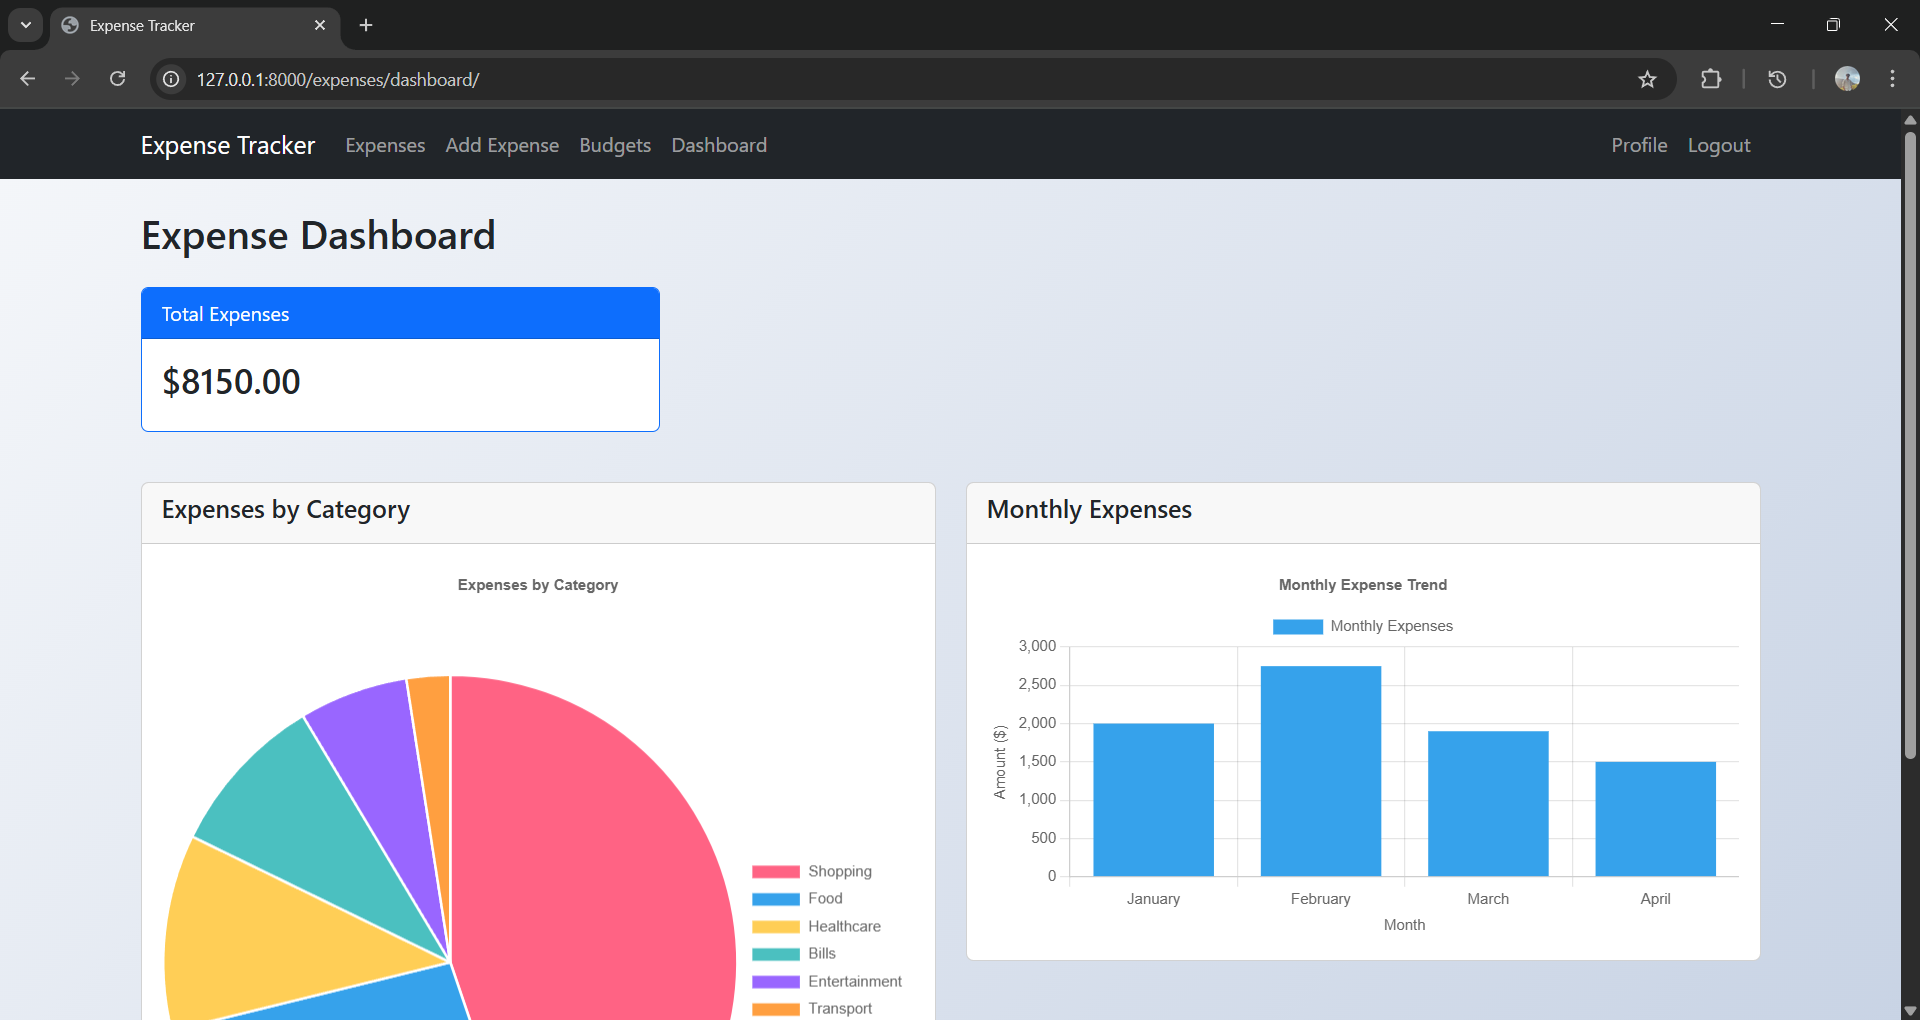 Expense Tracker
127.0.0.1:8000/expenses/dashboard/
Expense Tracker Expenses Add Expense Budgets Dashboard Profile Logout
Expense Dashboard
Total Expenses
$8150.00
Expenses by Category
Expenses by Category
Shopping
Food
Healthcare
Bills
Entertainment
Transport
Monthly Expenses
Monthly Expense Trend
Monthly Expenses
3,000
2,500
2,000
1,500
1,000
500
0
Amount ($)
January February March April
Month